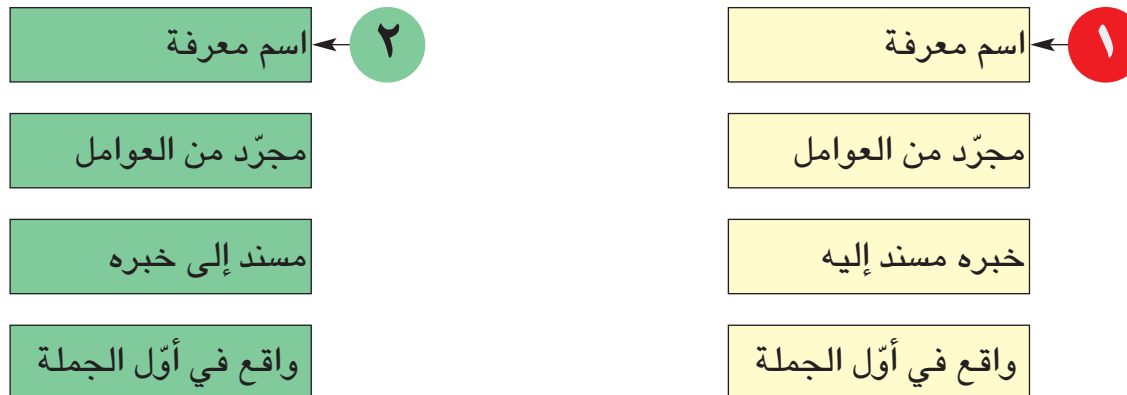 ١ اسم معرفة
مجرّد من العوامل
خبره مسند إليه
واقع في أوّل الجملة
٢ اسم معرفة
مجرّد من العوامل
مسند إلى خبره
واقع في أوّل الجملة